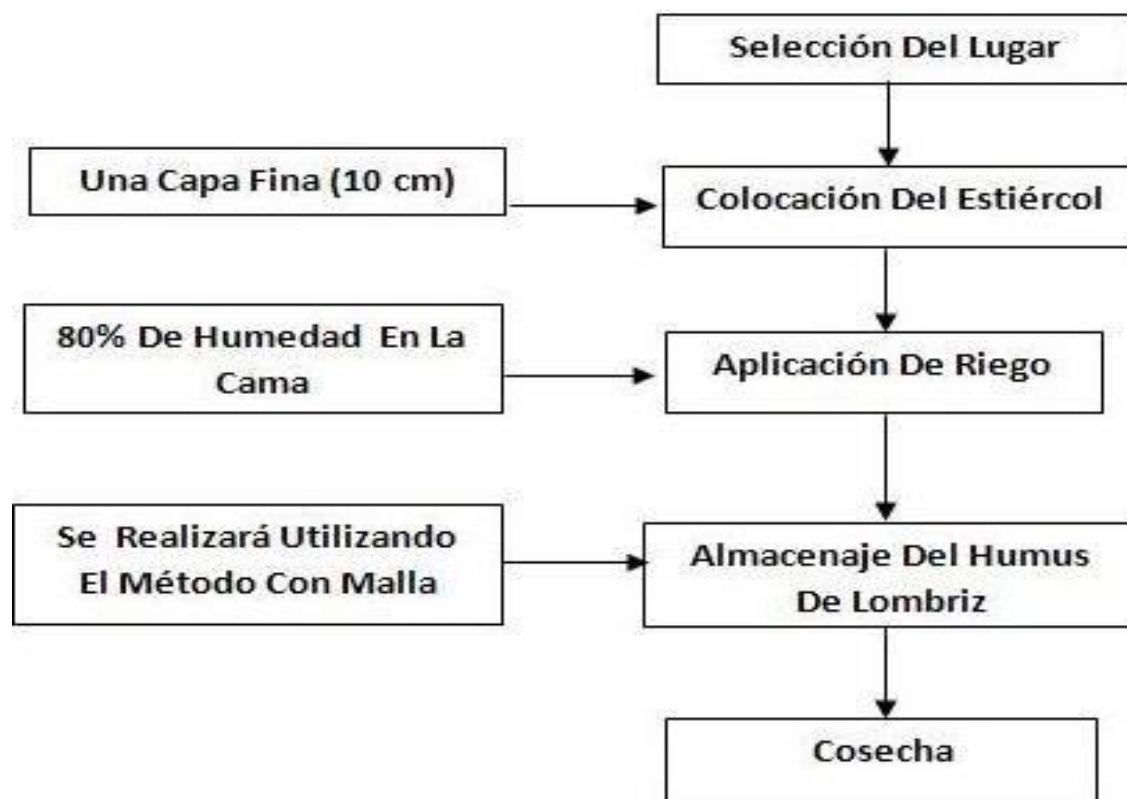 Selección Del Lugar
Una Capa Fina (10 cm)
Colocación Del Estiércol
80% De Humedad En La
Cama
Aplicación De Riego
Se Realizará Utilizando
El Método Con Malla
Almacenaje Del Humus
De Lombriz
Cosecha